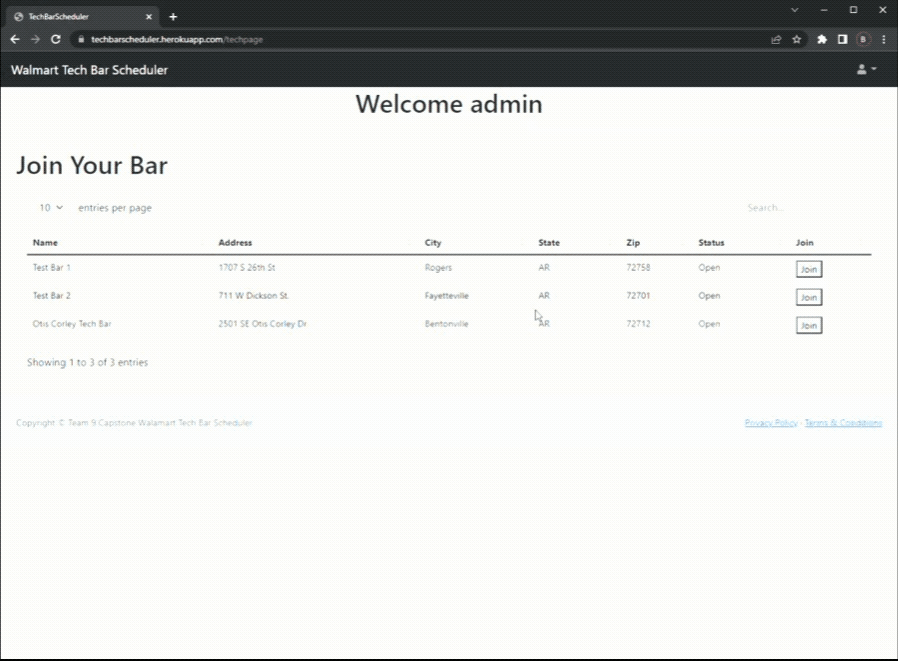 TechBarScheduler
techbarscheduler.herokuapp.com/techpage
B
Walmart Tech Bar Scheduler
Welcome admin
Join Your Bar
10 entries per page Search...
Name Address City State Zip Status Join
Test Bar 1 1707 S 26th St Rogers AR 72758 Open Join
Test Bar 2 711 W Dickson St. Fayetteville AR 72701 Open Join
Otis Corley Tech Bar 2501 SE Otis Corley Dr Bentonville AR 72712 Open Join
Showing 1 to 3 of 3 entries
Copyright © Team 9 Capstone Walamart Tech Bar Scheduler Privacy Policy · Terms & Conditions